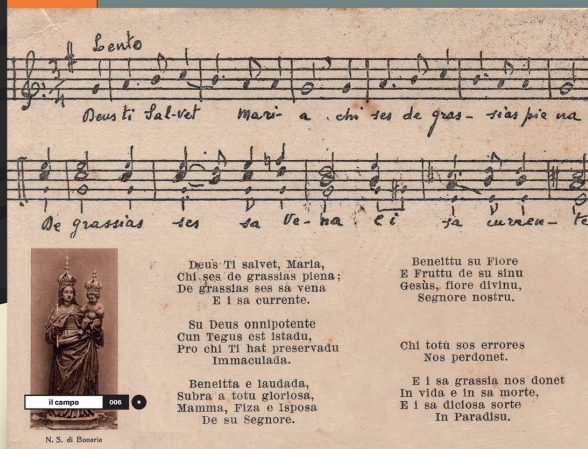 Lento
Deus ti Sal-vet Mari- a . chi ses de gras- sias pie na
De grassias ses sa Ve-na E i sa curren- te
Deus Ti salvet, Maria,
Chi ses de grassias piena;
De grassias ses sa vena
E i sa currente.
Su Deus onnipotente
Cun Tegus est istadu,
Pro chi Ti hat preservadu
Immaculada.
Beneitta e laudada,
Subra a totu gloriosa,
Mamma, Fiza e Isposa
De su Segnore.
Beneittu su Fiore
E Fruttu de su sinu
Gesùs, fiore divinu,
Segnore nostru.
Chi totù sos errores
Nos perdonet.
E i sa grassia nos donet
In vida e in sa morte,
E i sa diciosa sorte
In Paradisu.
il campo 006
N. S. di Bonaria